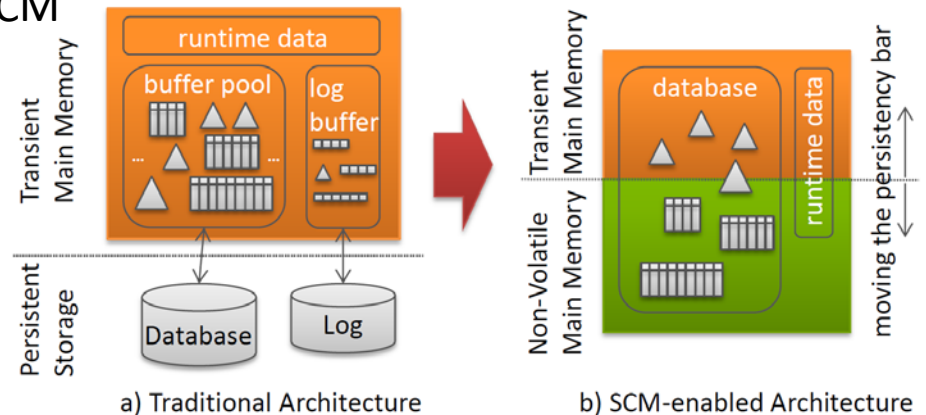 CM
runtime data
buffer pool
log
buffer
...
...
Transient
Main Memory
Persistent
Storage
Database
Log
a) Traditional Architecture
Transient
Main Memory
Non-Volatile
Main Memory
database
runtime data
moving the persistency bar
b) SCM-enabled Architecture